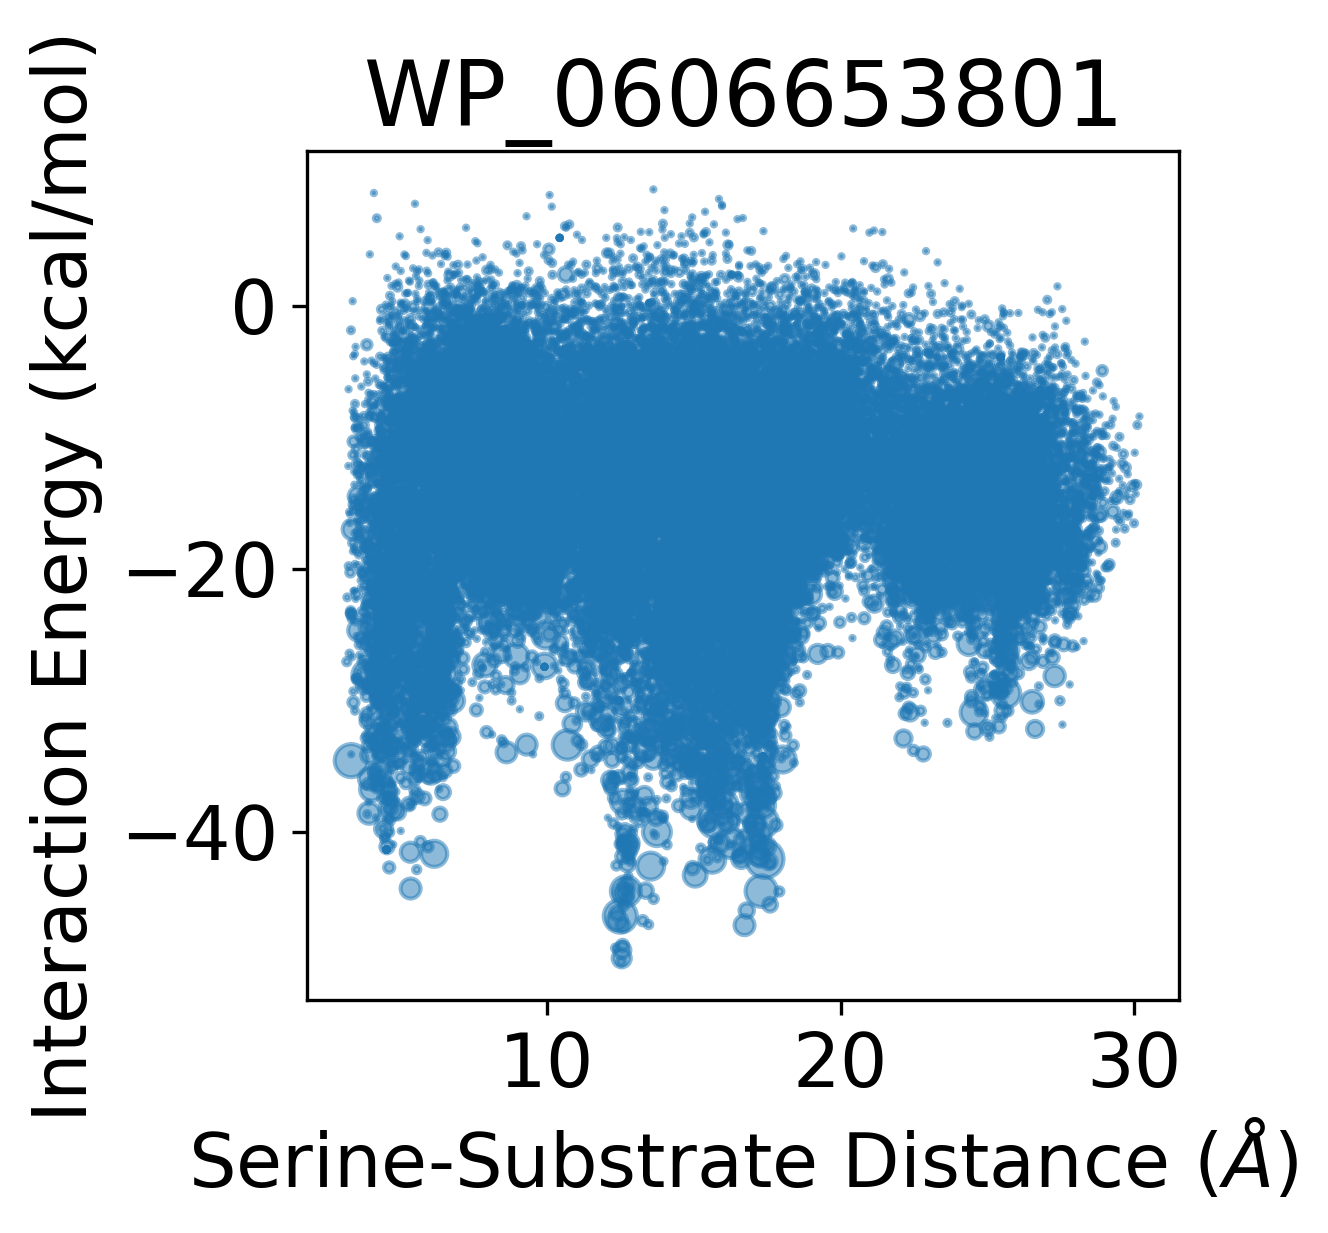 WP_0606653801
Interaction Energy (kcal/mol)
0
−20
−40
10 20 30
Serine-Substrate Distance (Å)